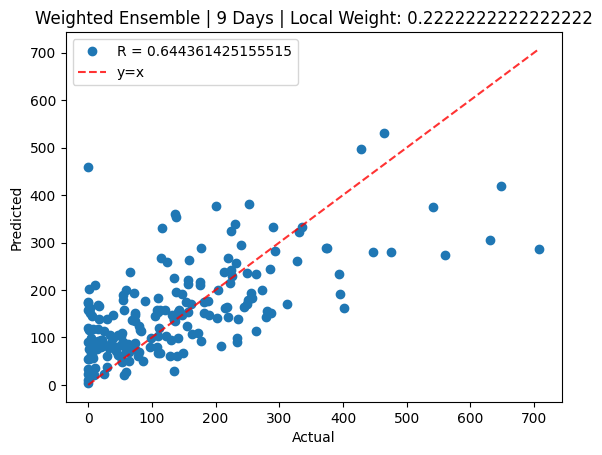 Weighted Ensemble | 9 Days | Local Weight: 0.2222222222222222
R = 0.644361425155515
y=x
700
600
500
400
300
200
100
0
Predicted
0 100 200 300 400 500 600 700
Actual